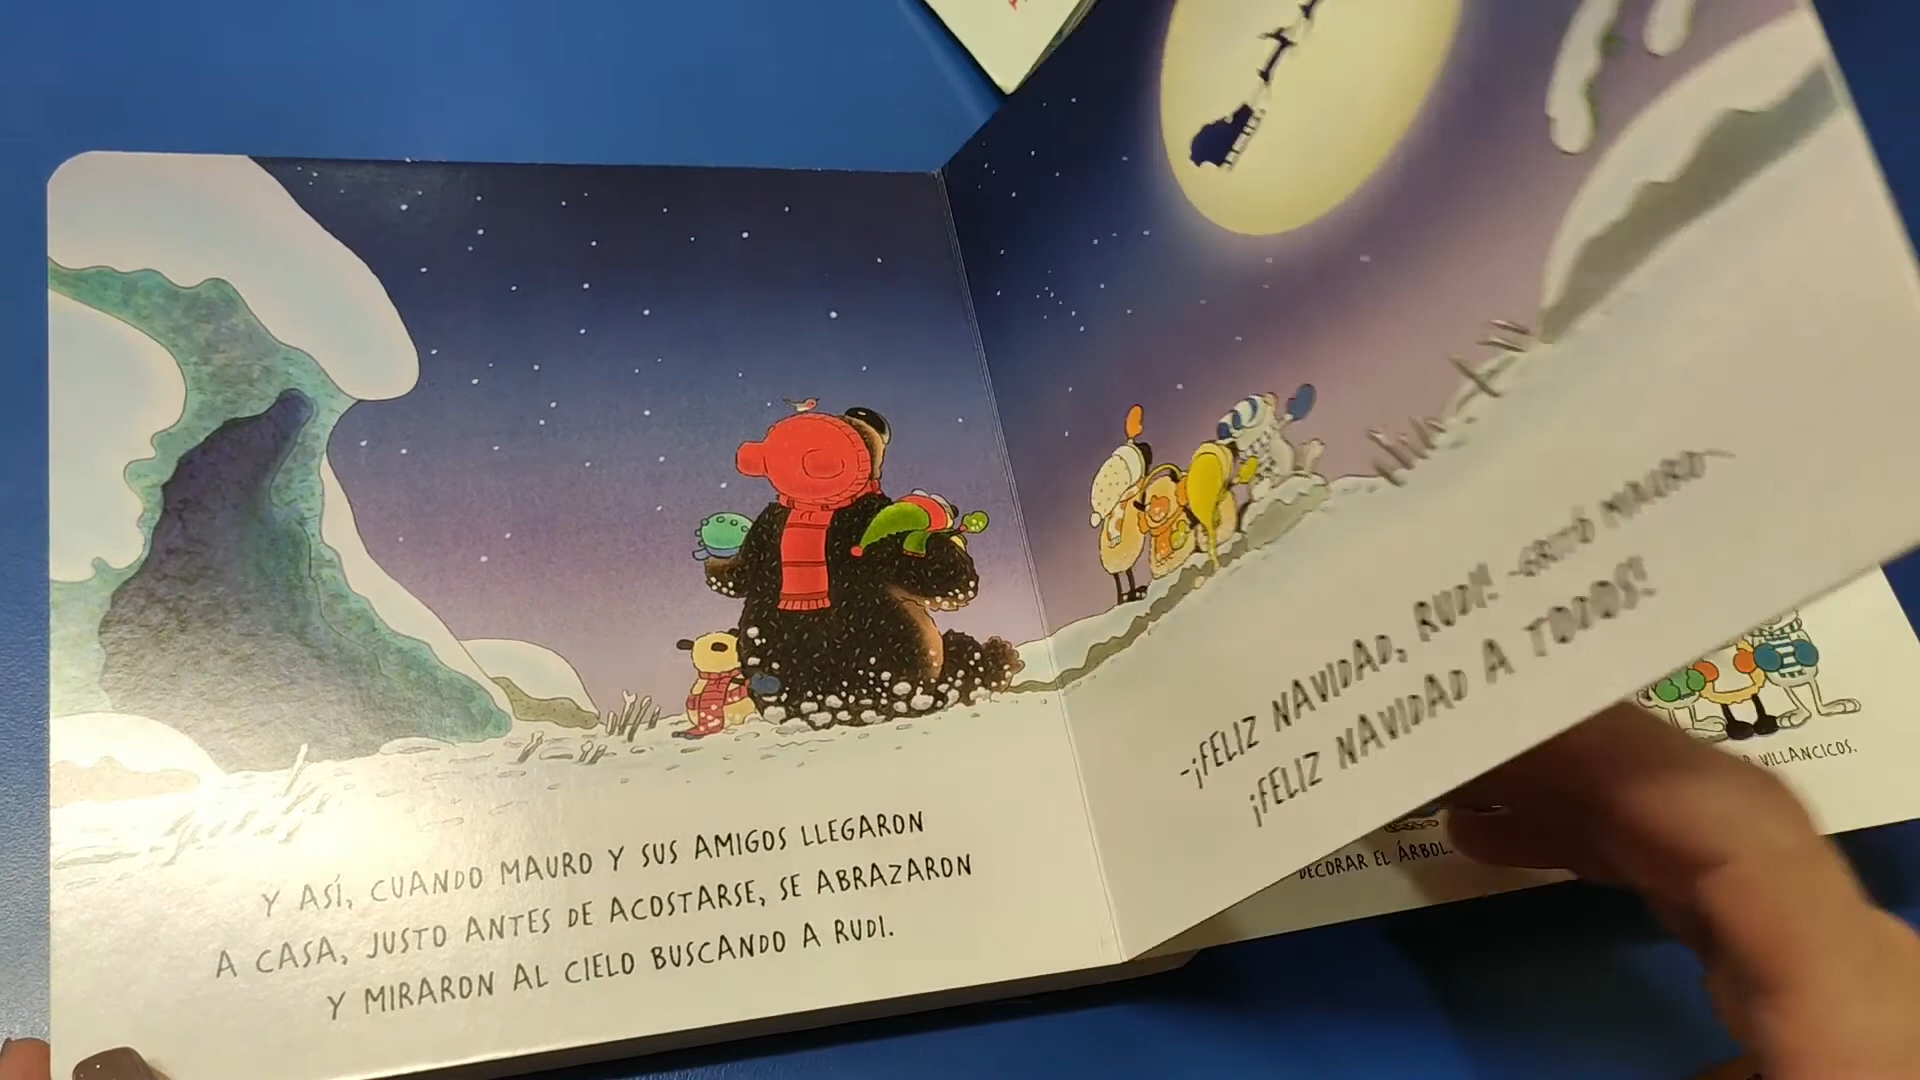 Y ASÍ, CUANDO MAURO Y SUS AMIGOS LLEGARON
A CASA, JUSTO ANTES DE ACOSTARSE, SE ABRAZARON
Y MIRARON AL CIELO BUSCANDO A RUDI.
-¡FELIZ NAVIDAD, RUDI! -GRITÓ MAURO-
¡FELIZ NAVIDAD A TODOS!
VILLANCICOS.
DECORAR EL ÁRBOL.